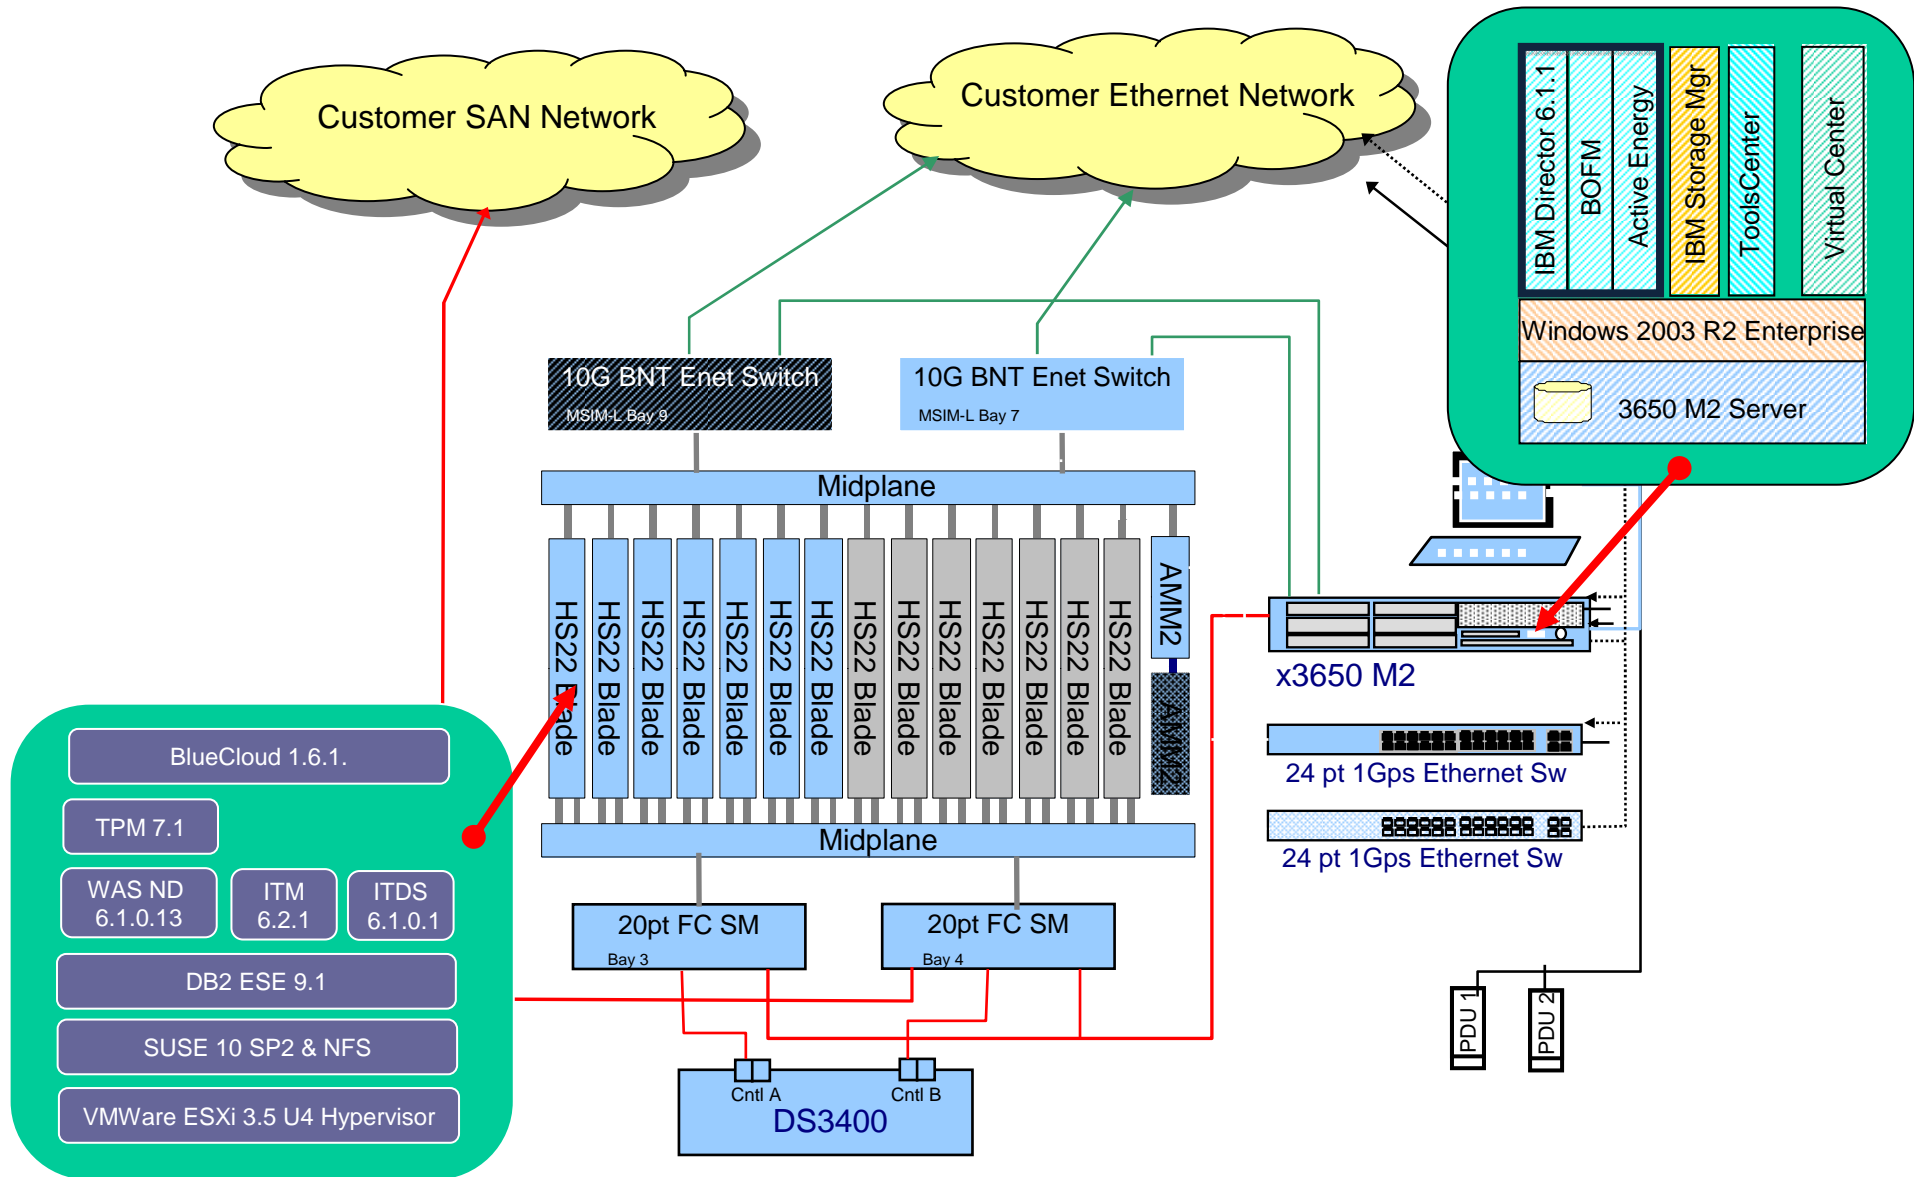 Customer SAN Network
Customer Ethernet Network
IBM Director 6.1.1
BOFM
Active Energy
IBM Storage Mgr
ToolsCenter
Virtual Center
Windows 2003 R2 Enterprise
3650 M2 Server
10G BNT Enet Switch
MSIM-L Bay 9
10G BNT Enet Switch
MSIM-L Bay 7
Midplane
HS22 Blade
HS22 Blade
HS22 Blade
HS22 Blade
HS22 Blade
HS22 Blade
HS22 Blade
HS22 Blade
HS22 Blade
HS22 Blade
HS22 Blade
HS22 Blade
HS22 Blade
HS22 Blade
AMM2
AMM2
Midplane
x3650 M2
24 pt 1Gps Ethernet Sw
24 pt 1Gps Ethernet Sw
BlueCloud 1.6.1.
TPM 7.1
WAS ND
6.1.0.13
ITM
6.2.1
ITDS
6.1.0.1
DB2 ESE 9.1
SUSE 10 SP2 & NFS
VMWare ESXi 3.5 U4 Hypervisor
20pt FC SM
Bay 3
20pt FC SM
Bay 4
Cntl A
Cntl B
DS3400
PDU 1
PDU 2